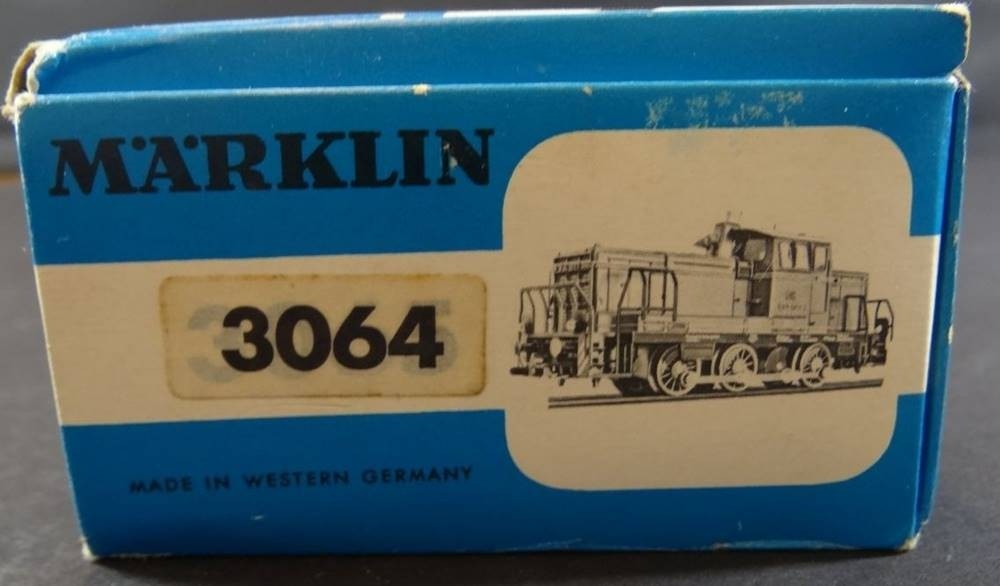 MÄRKLIN
3064
MADE IN WESTERN GERMANY